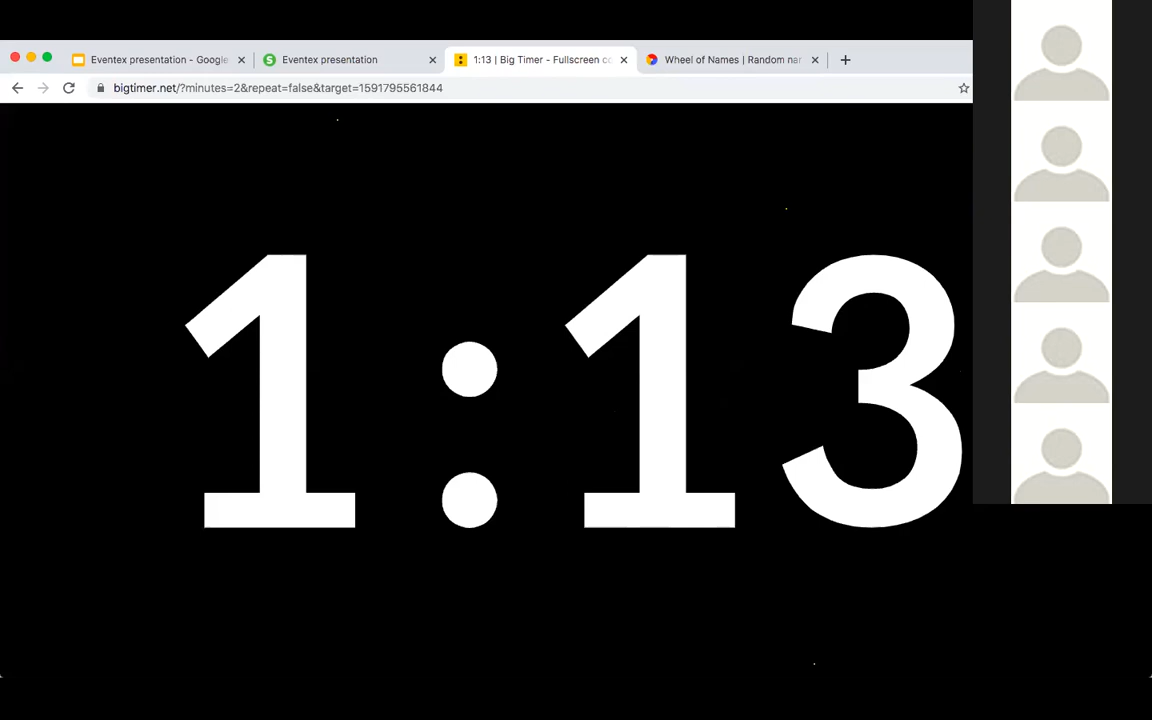 Eventex presentation - Google
Eventex presentation
1:13 | Big Timer - Fullscreen co
Wheel of Names | Random nar
bigtimer.net/?minutes=2&repeat=false&target=1591795561844
1:13